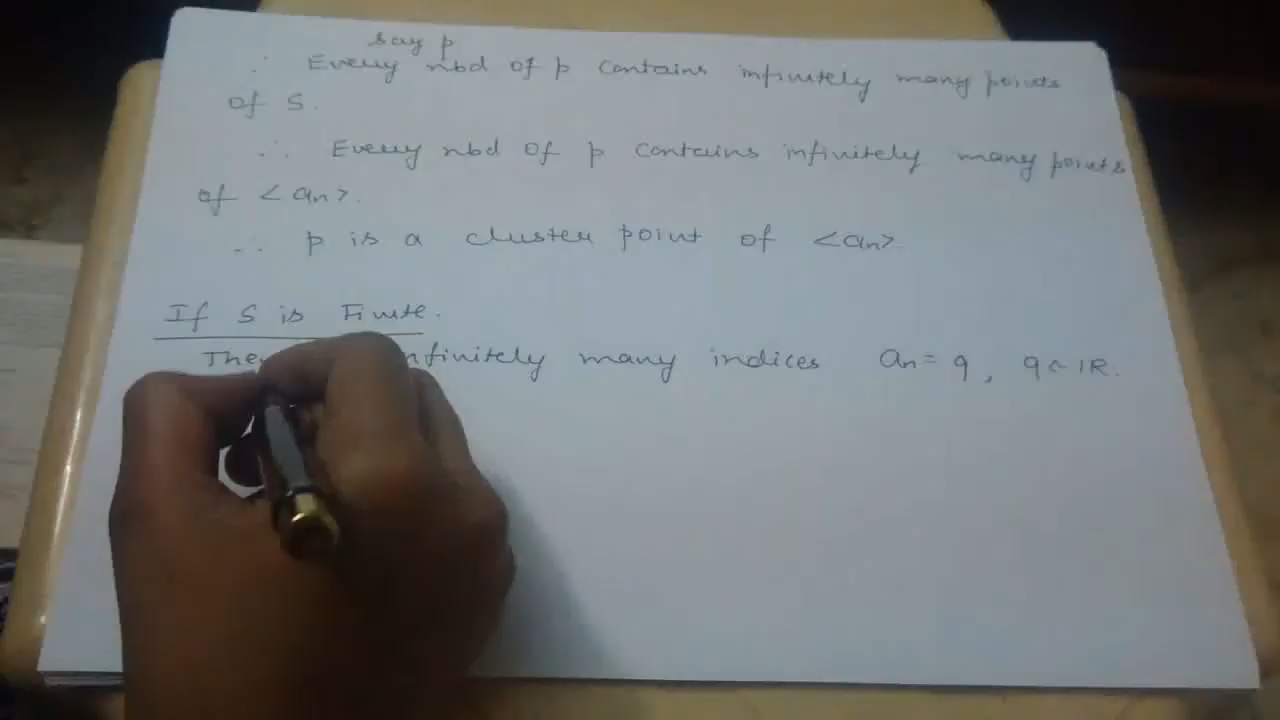 say p
∴ Every nbd of p contains infinitely many points
of S.
∴ Every nbd of p contains infinitely many points
of <an>.
∴ p is a cluster point of <an>.
If S is Finite.
Then infinitely many indices an = q, q ∈ IR.